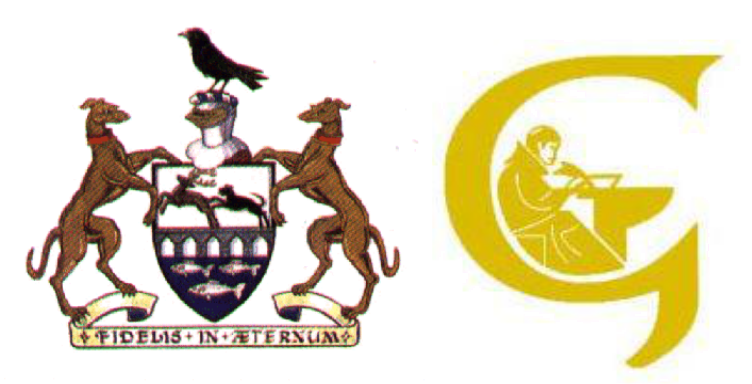 ✧ FIDELIS ✧ IN ✧ ÆTERNUM ✧
G